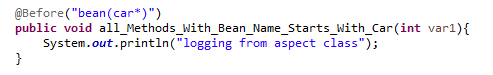 @Before("bean(car*)")
public void all_Methods_With_Bean_Name_Starts_With_Car(int var1){
    System.out.println("logging from aspect class");
}